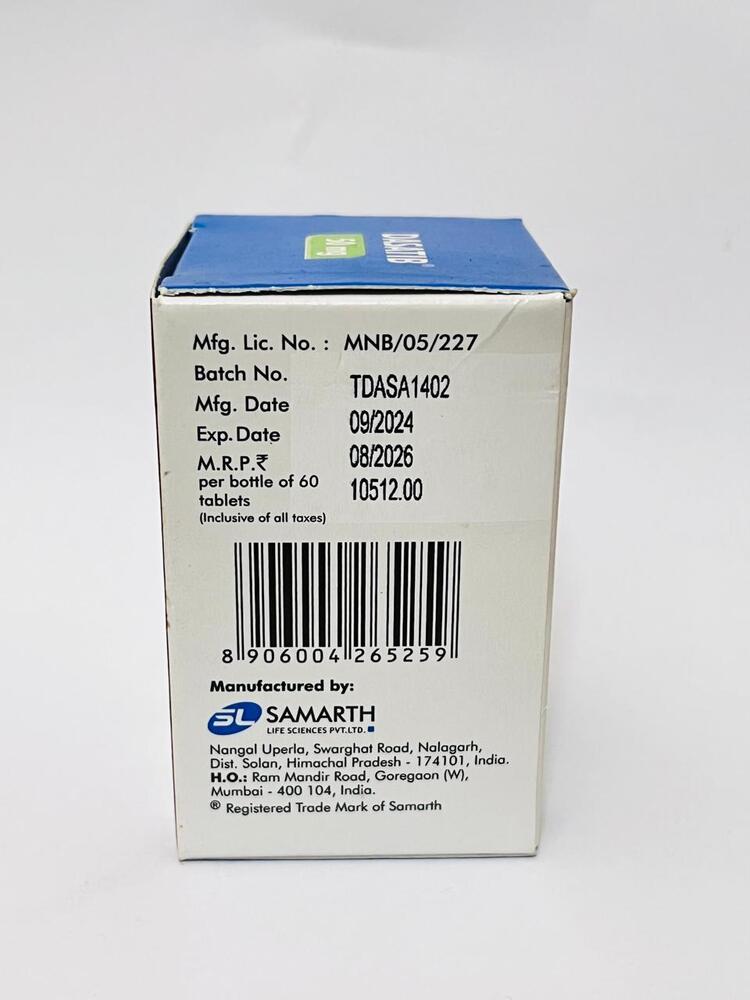 50 mg
DASATIB®
Mfg. Lic. No. : MNB/05/227
Batch No. TDASA1402
Mfg. Date 09/2024
Exp. Date 08/2026
M.R.P.₹ 10512.00
per bottle of 60
tablets
(Inclusive of all taxes)
8 906004 265259
Manufactured by:
SL SAMARTH
LIFE SCIENCES PVT.LTD.
Nangal Uperla, Swarghat Road, Nalagarh,
Dist. Solan, Himachal Pradesh - 174101, India.
H.O.: Ram Mandir Road, Goregaon (W),
Mumbai - 400 104, India.
® Registered Trade Mark of Samarth